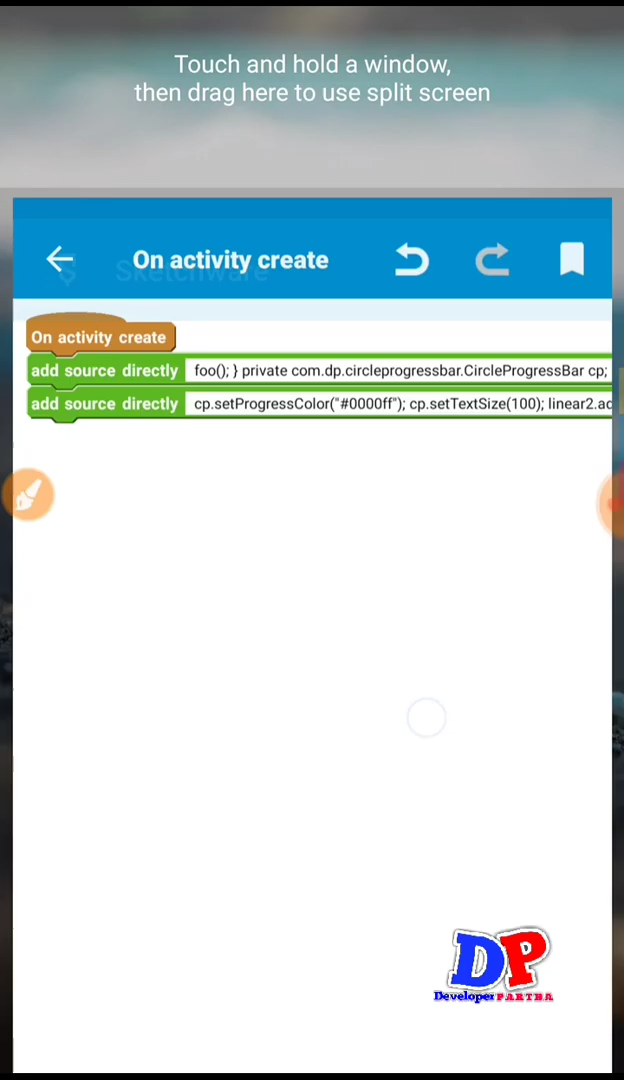 Touch and hold a window,
then drag here to use split screen
On activity create
Sketchware
On activity create
add source directly foo(); } private com.dp.circleprogressbar.CircleProgressBar cp;
add source directly cp.setProgressColor("#0000ff"); cp.setTextSize(100); linear2.ad
DP
Developer PARTHA